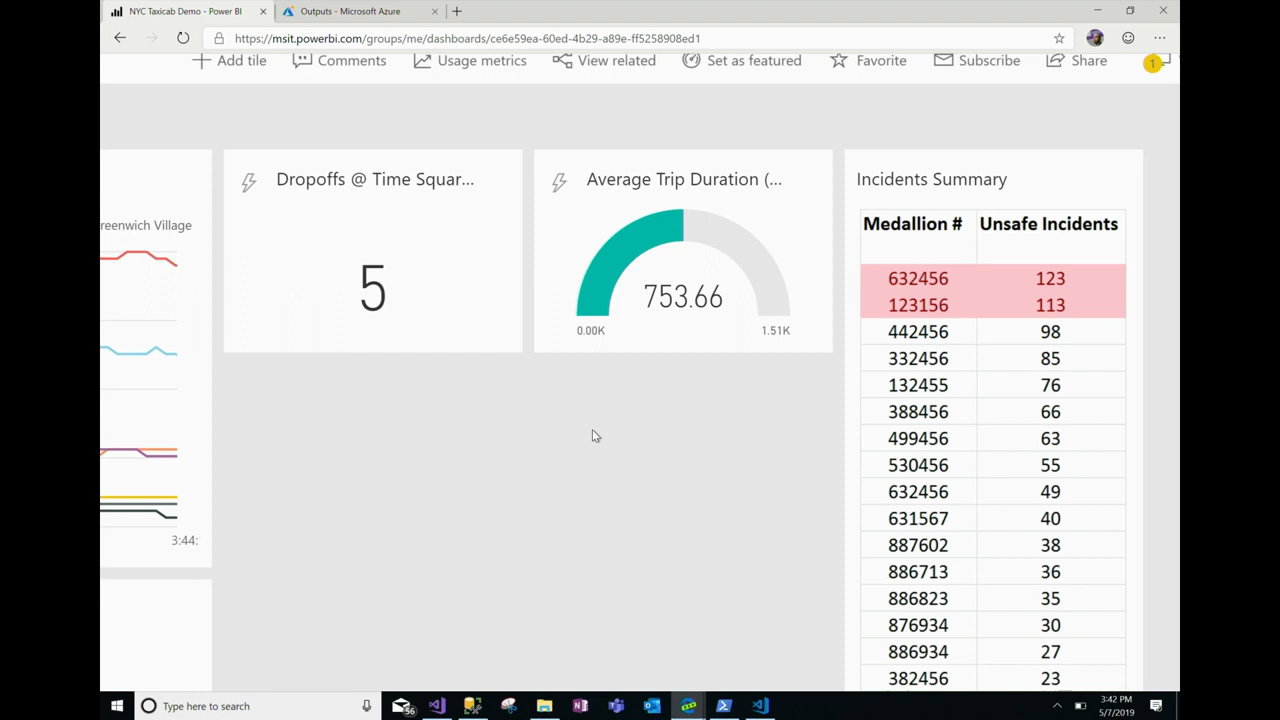 NYC Taxicab Demo - Power BI
Outputs - Microsoft Azure
https://msit.powerbi.com/groups/me/dashboards/ce6e59ea-60ed-4b29-a89e-ff5258908ed1
Add tile Comments Usage metrics View related Set as featured Favorite Subscribe Share 1
reenwich Village
3:44:
Dropoffs @ Time Squar...
5
Average Trip Duration (...
753.66
0.00K 1.51K
Incidents Summary
Medallion # Unsafe Incidents
632456 123
123156 113
442456 98
332456 85
132455 76
388456 66
499456 63
530456 55
632456 49
631567 40
887602 38
886713 36
886823 35
876934 30
886934 27
382456 23
Type here to search
56
3:42 PM
5/7/2019